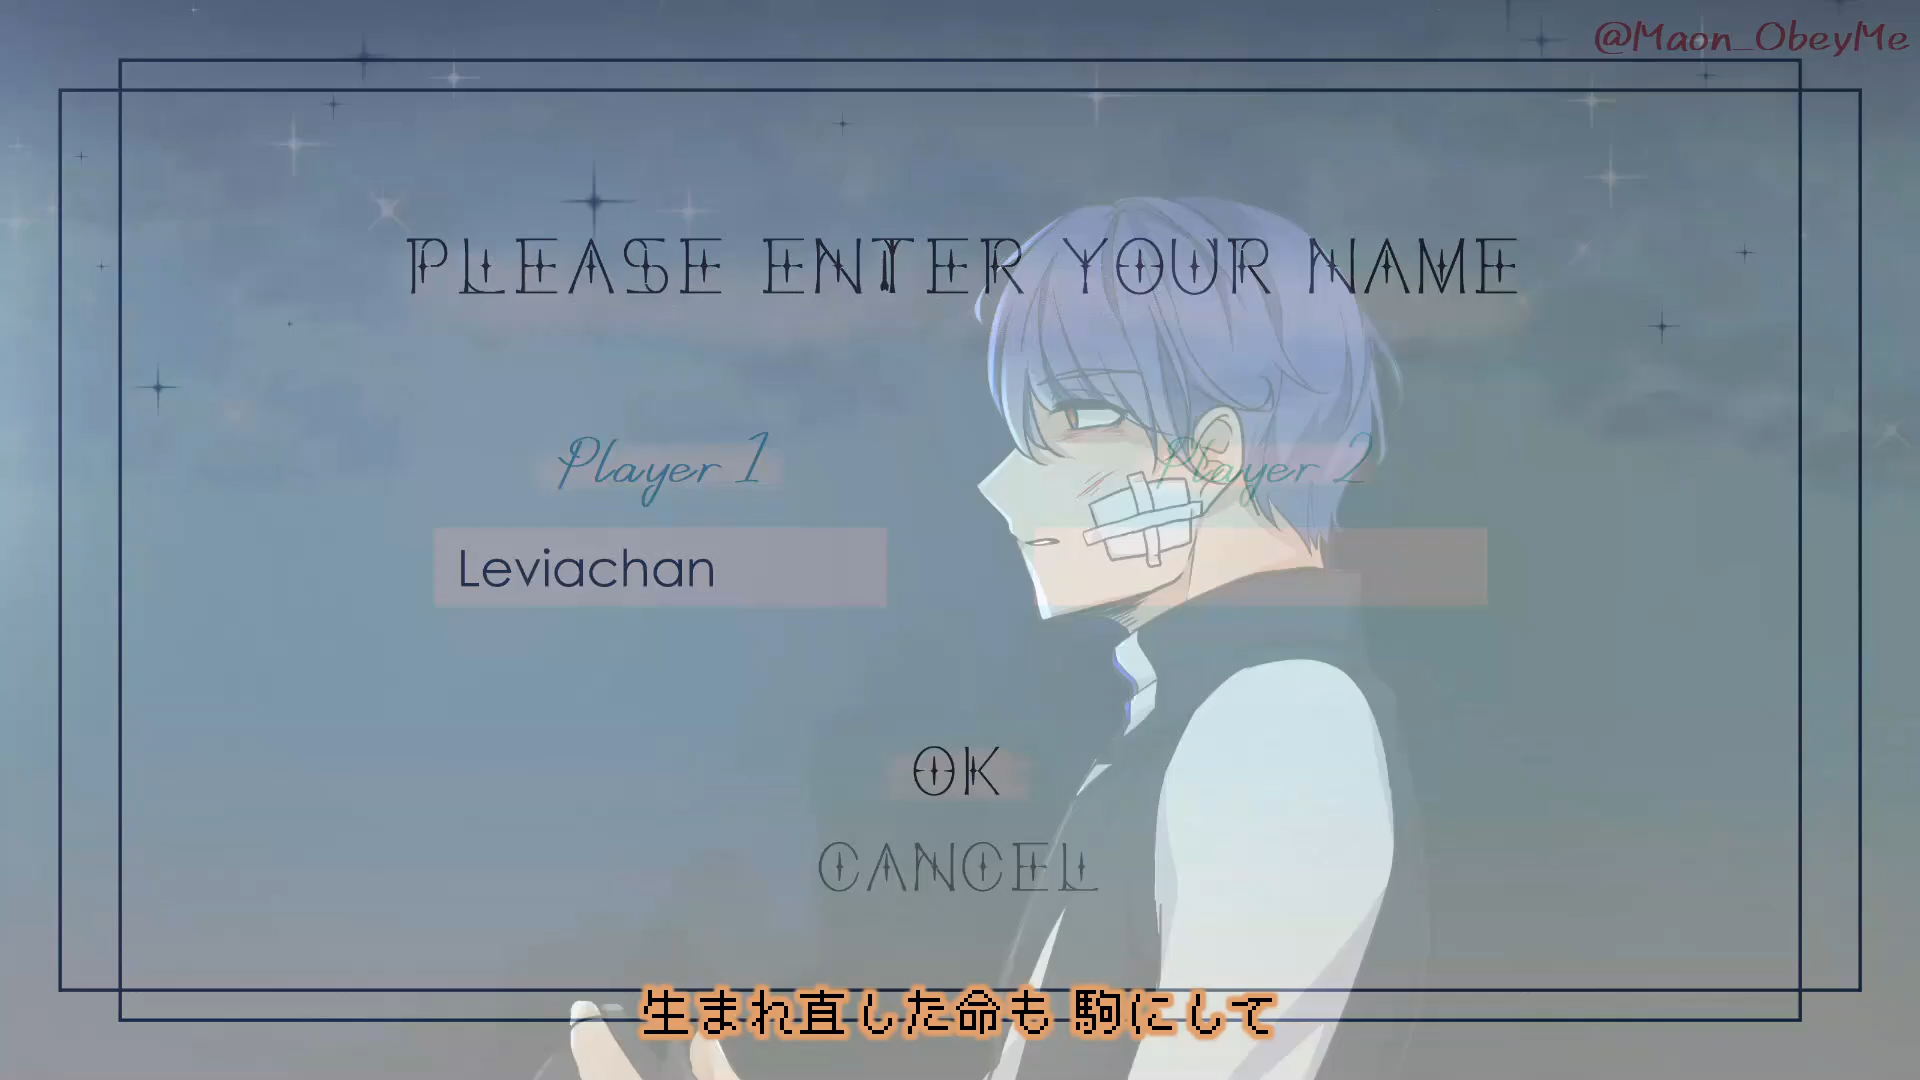 @Maon_ObeyMe
PLEASE ENTER YOUR NAME
Player 1
Player 2
Leviachan
OK
CANCEL
生まれ直した命も 駒にして